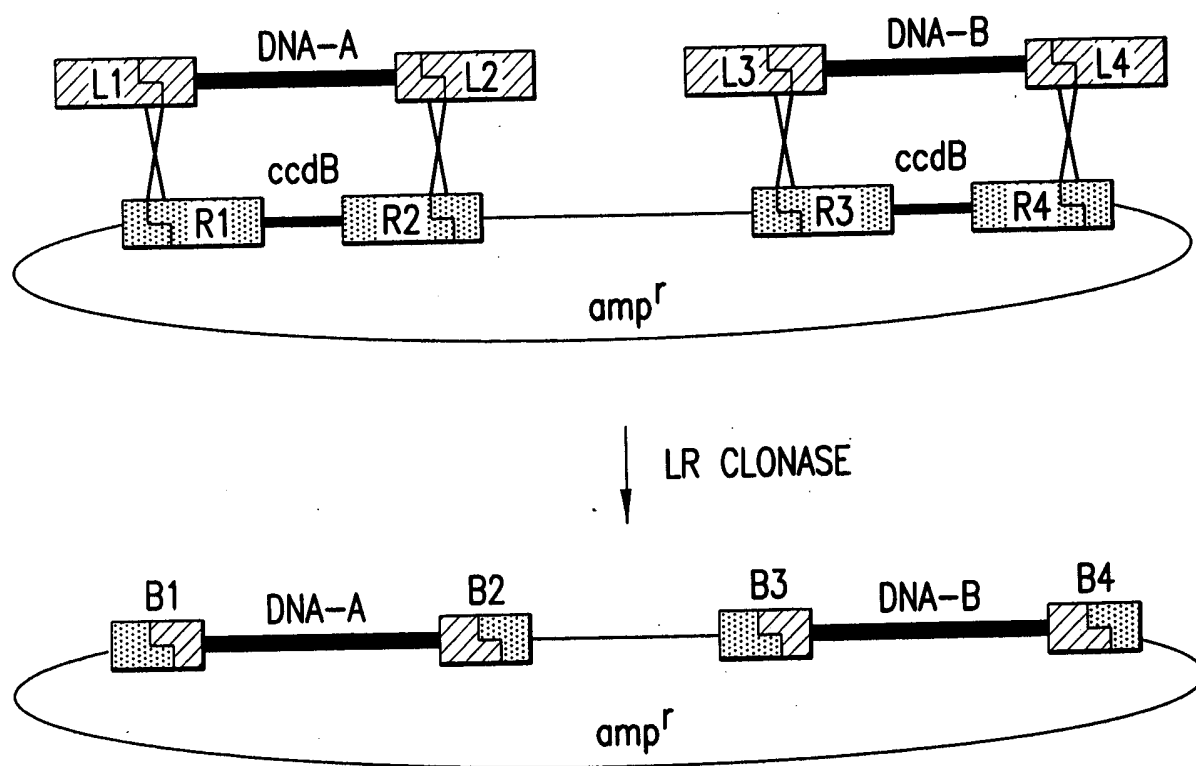 DNA-A
DNA-B
L1
L2
L3
L4
ccdB
ccdB
R1
R2
R3
R4
amp^r
LR CLONASE
B1
DNA-A
B2
B3
DNA-B
B4
amp^r